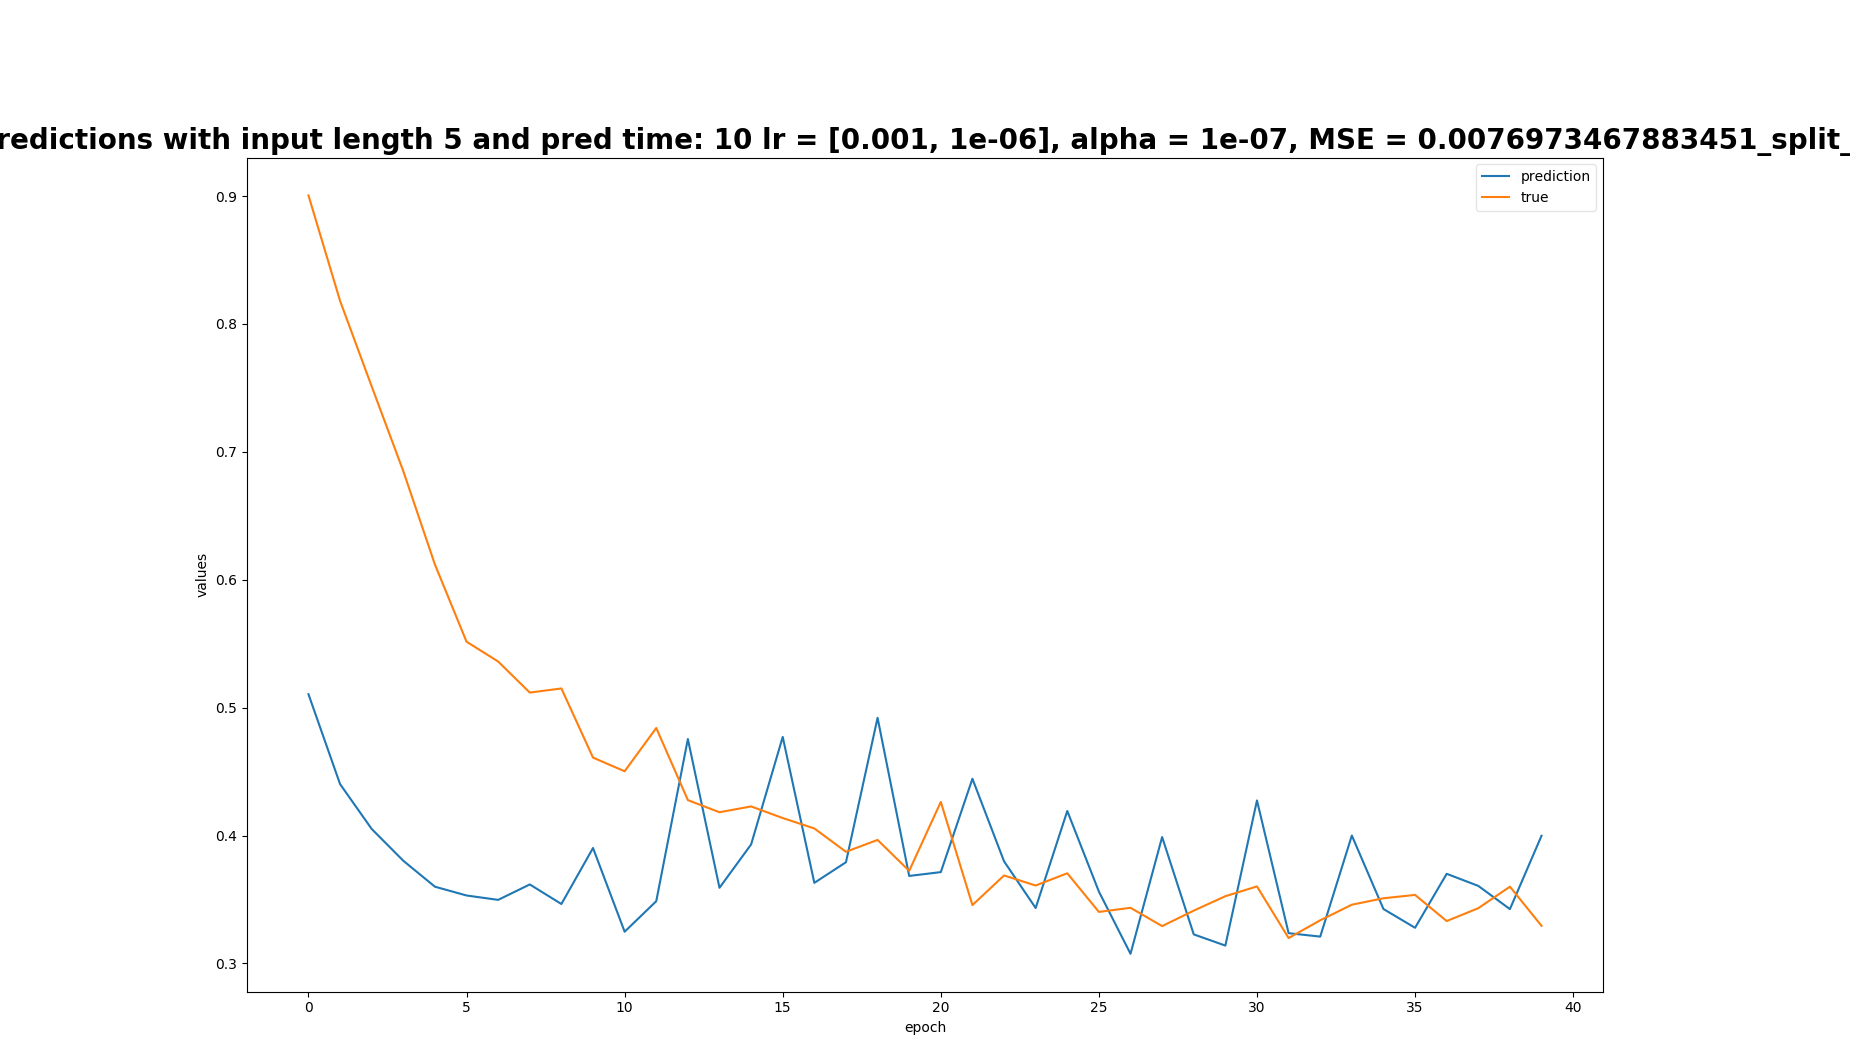 redictions with input length 5 and pred time: 10 lr = [0.001, 1e-06], alpha = 1e-07, MSE = 0.0076973467883451_split_
prediction
true
0.9
0.8
0.7
0.6
0.5
0.4
0.3
values
0 5 10 15 20 25 30 35 40
epoch